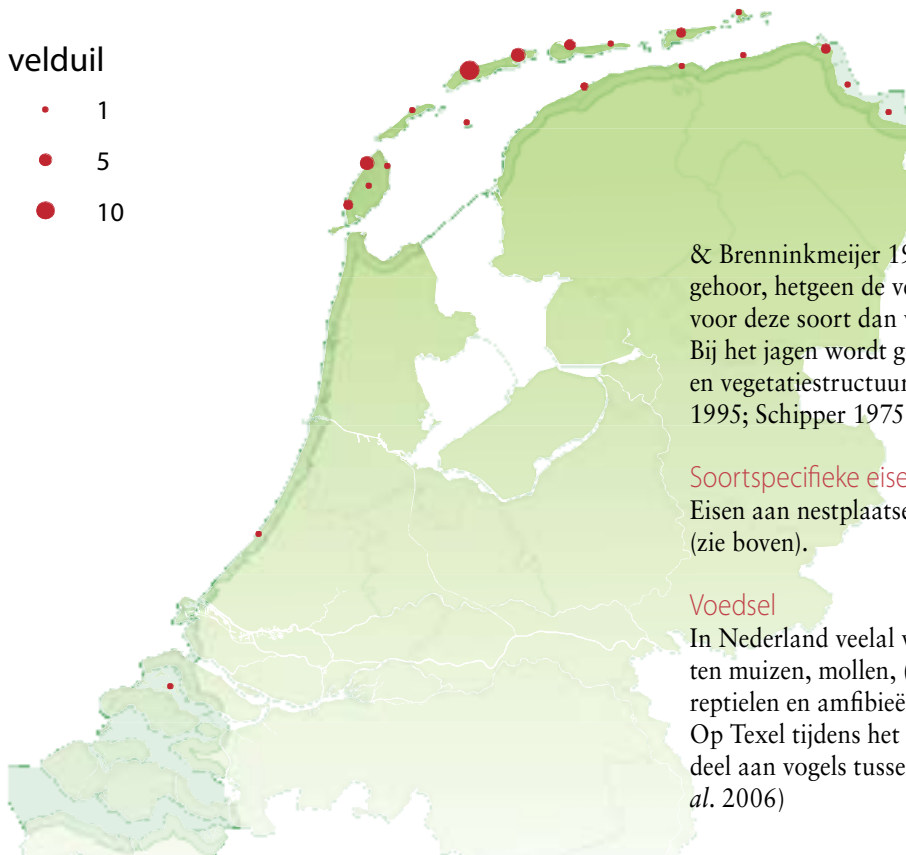 velduil
1
5
10
& Brenninkmeijer 19
gehoor, hetgeen de v
voor deze soort dan
Bij het jagen wordt g
en vegetatiestructuur
1995; Schipper 1975
Soortspecifieke eise
Eisen aan nestplaatse
(zie boven).
Voedsel
In Nederland veelal v
ten muizen, mollen, (
reptielen en amfibieë
Op Texel tijdens het
deel aan vogels tusse
al. 2006)